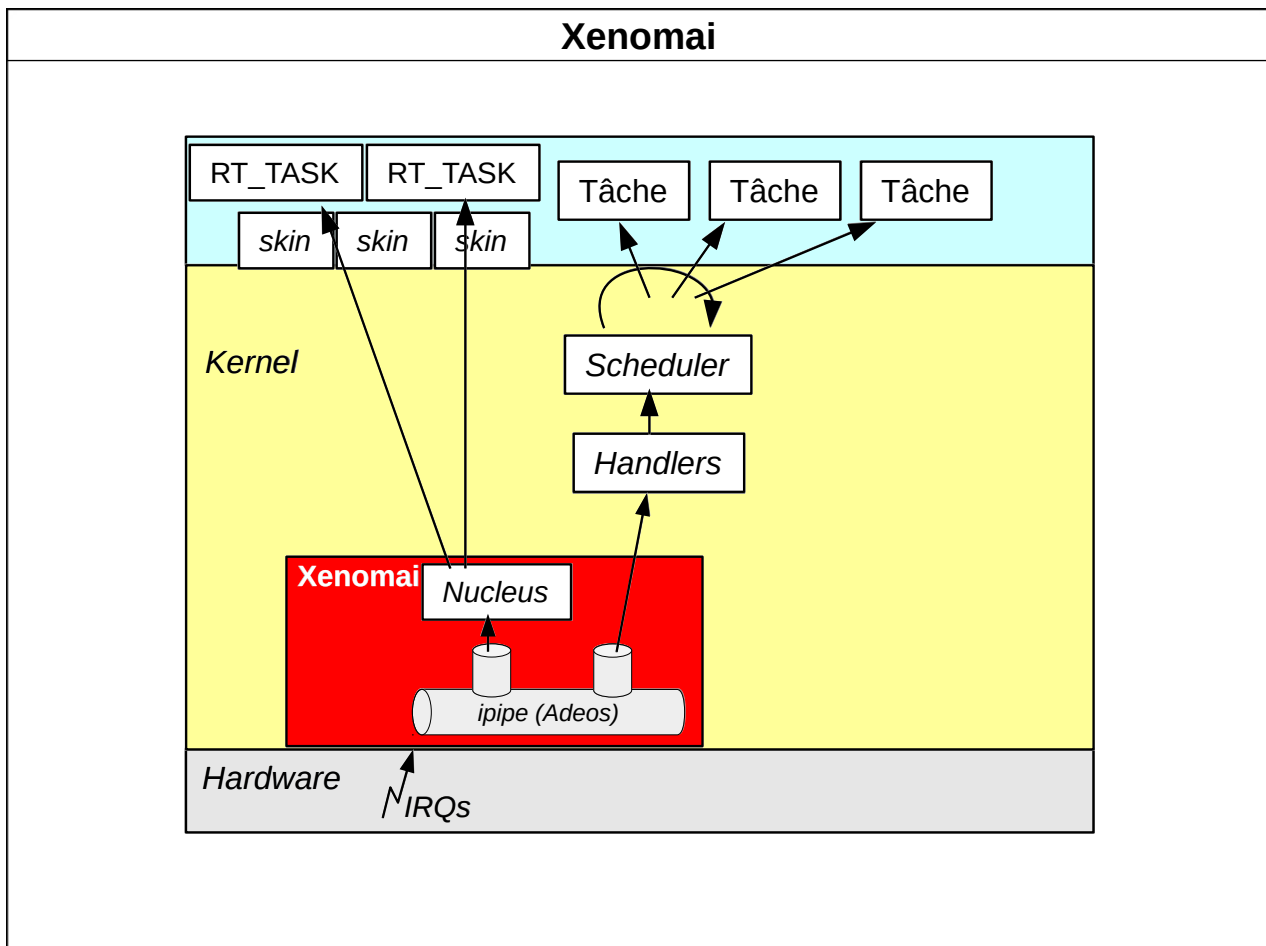 Xenomai
RT_TASK
RT_TASK
Tâche
Tâche
Tâche
skin
skin
skin
Kernel
Scheduler
Handlers
Xenomai
Nucleus
ipipe (Adeos)
Hardware
IRQs